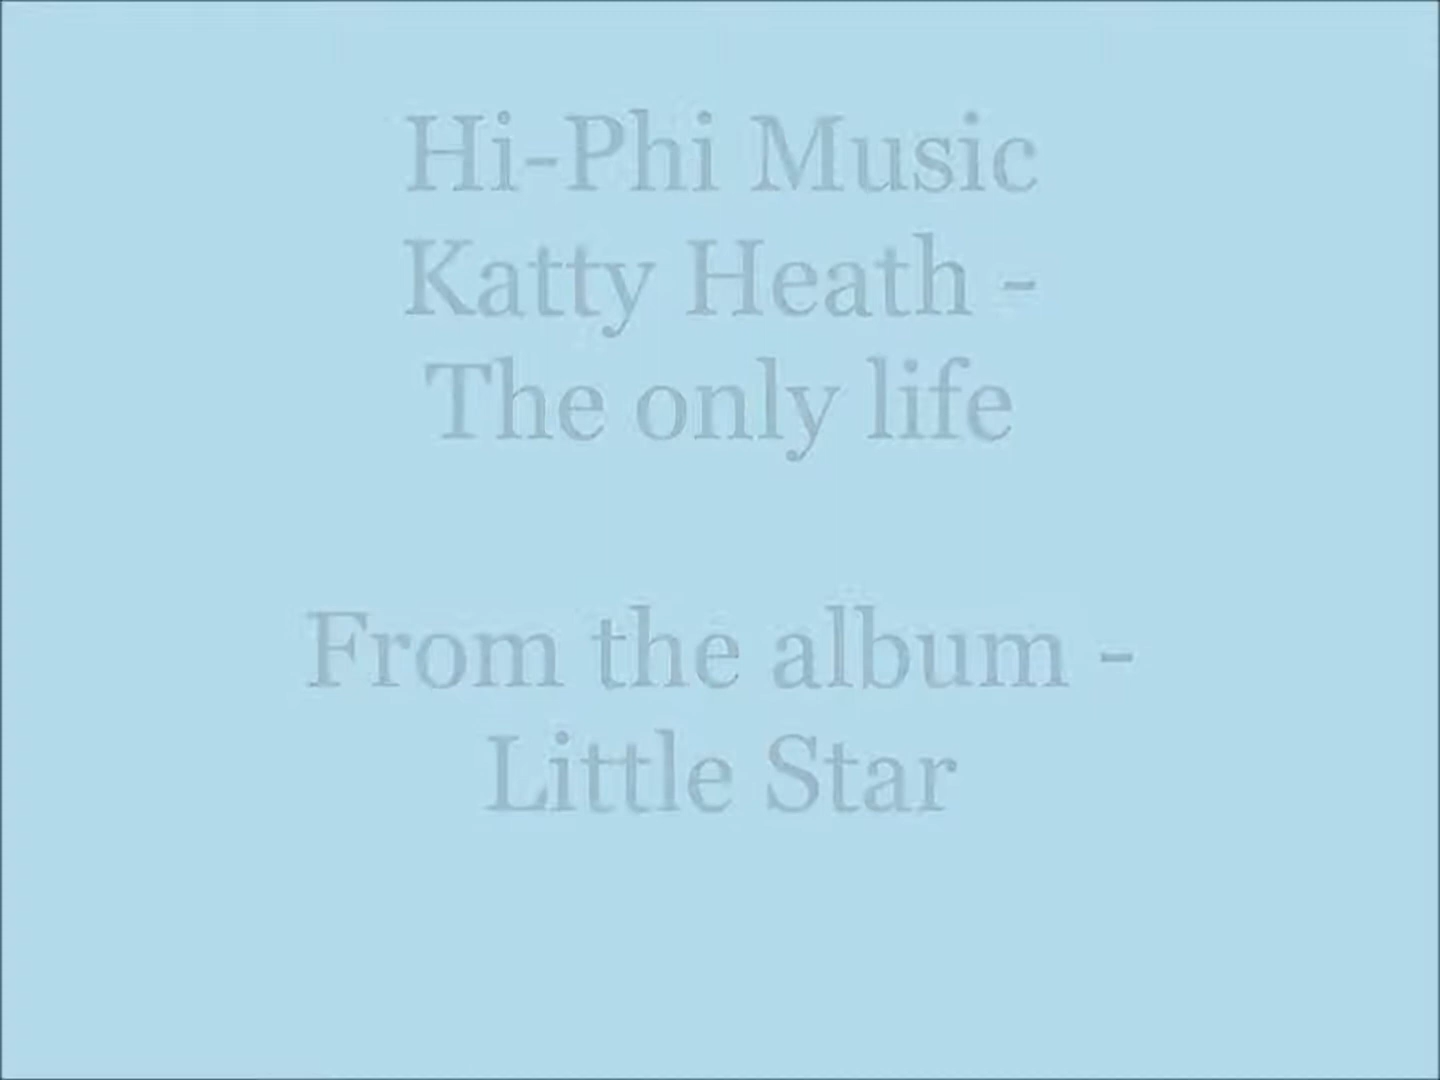 Hi-Phi Music
Katty Heath -
The only life
From the album -
Little Star